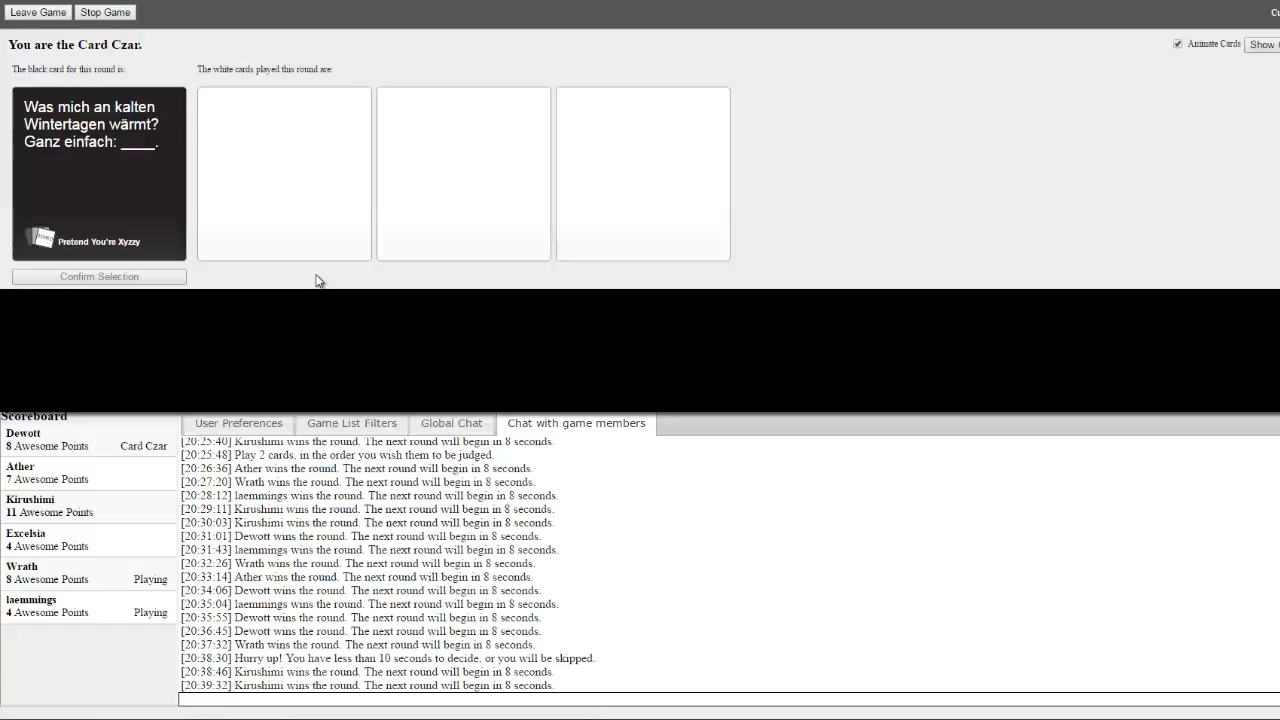 Leave Game Stop Game
You are the Card Czar.
Animate Cards Show
The black card for this round is:
The white cards played this round are:
Was mich an kalten
Wintertagen wärmt?
Ganz einfach: ____.
Pretend You're Xyzzy
Confirm Selection
Scoreboard
Dewott
8 Awesome Points Card Czar
Ather
7 Awesome Points
Kirushimi
11 Awesome Points
Excelsia
4 Awesome Points
Wrath
8 Awesome Points Playing
laemmings
4 Awesome Points Playing
User Preferences Game List Filters Global Chat Chat with game members
[20:25:40] Kirushimi wins the round. The next round will begin in 8 seconds.
[20:25:48] Play 2 cards, in the order you wish them to be judged.
[20:26:36] Ather wins the round. The next round will begin in 8 seconds.
[20:27:20] Wrath wins the round. The next round will begin in 8 seconds.
[20:28:12] laemmings wins the round. The next round will begin in 8 seconds.
[20:29:11] Kirushimi wins the round. The next round will begin in 8 seconds.
[20:30:03] Kirushimi wins the round. The next round will begin in 8 seconds.
[20:31:01] Dewott wins the round. The next round will begin in 8 seconds.
[20:31:43] laemmings wins the round. The next round will begin in 8 seconds.
[20:32:26] Wrath wins the round. The next round will begin in 8 seconds.
[20:33:14] Ather wins the round. The next round will begin in 8 seconds.
[20:34:06] Dewott wins the round. The next round will begin in 8 seconds.
[20:35:04] laemmings wins the round. The next round will begin in 8 seconds.
[20:35:55] Dewott wins the round. The next round will begin in 8 seconds.
[20:36:45] Dewott wins the round. The next round will begin in 8 seconds.
[20:37:32] Wrath wins the round. The next round will begin in 8 seconds.
[20:38:30] Hurry up! You have less than 10 seconds to decide, or you will be skipped.
[20:38:46] Kirushimi wins the round. The next round will begin in 8 seconds.
[20:39:32] Kirushimi wins the round. The next round will begin in 8 seconds.